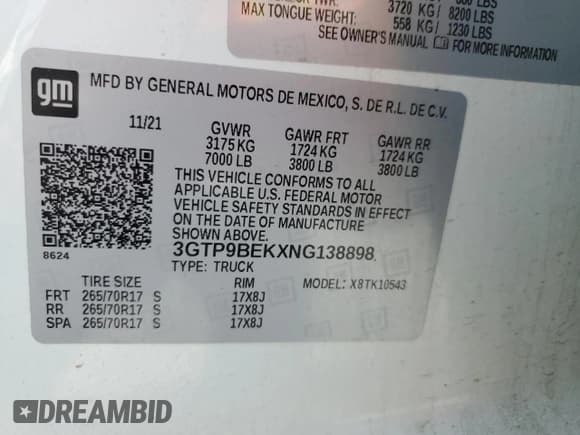 3720 KG / 8200 LBS
MAX TONGUE WEIGHT: 558 KG / 1230 LBS
SEE OWNER'S MANUAL FOR MORE INFORMATION
gm
MFD BY GENERAL MOTORS DE MEXICO, S. DE R.L. DE C.V.
11/21 GVWR GAWR FRT GAWR RR
3175 KG 1724 KG 1724 KG
7000 LB 3800 LB 3800 LB
THIS VEHICLE CONFORMS TO ALL
APPLICABLE U.S. FEDERAL MOTOR
VEHICLE SAFETY STANDARDS IN EFFECT
ON THE DATE OF MANUFACTURE
SHOWN ABOVE.
8624
3GTP9BEKXNG138898
TYPE: TRUCK MODEL: X8TK10543
TIRE SIZE RIM
FRT 265/70R17 S 17X8J
RR 265/70R17 S 17X8J
SPA 265/70R17 S 17X8J
DREAMBID